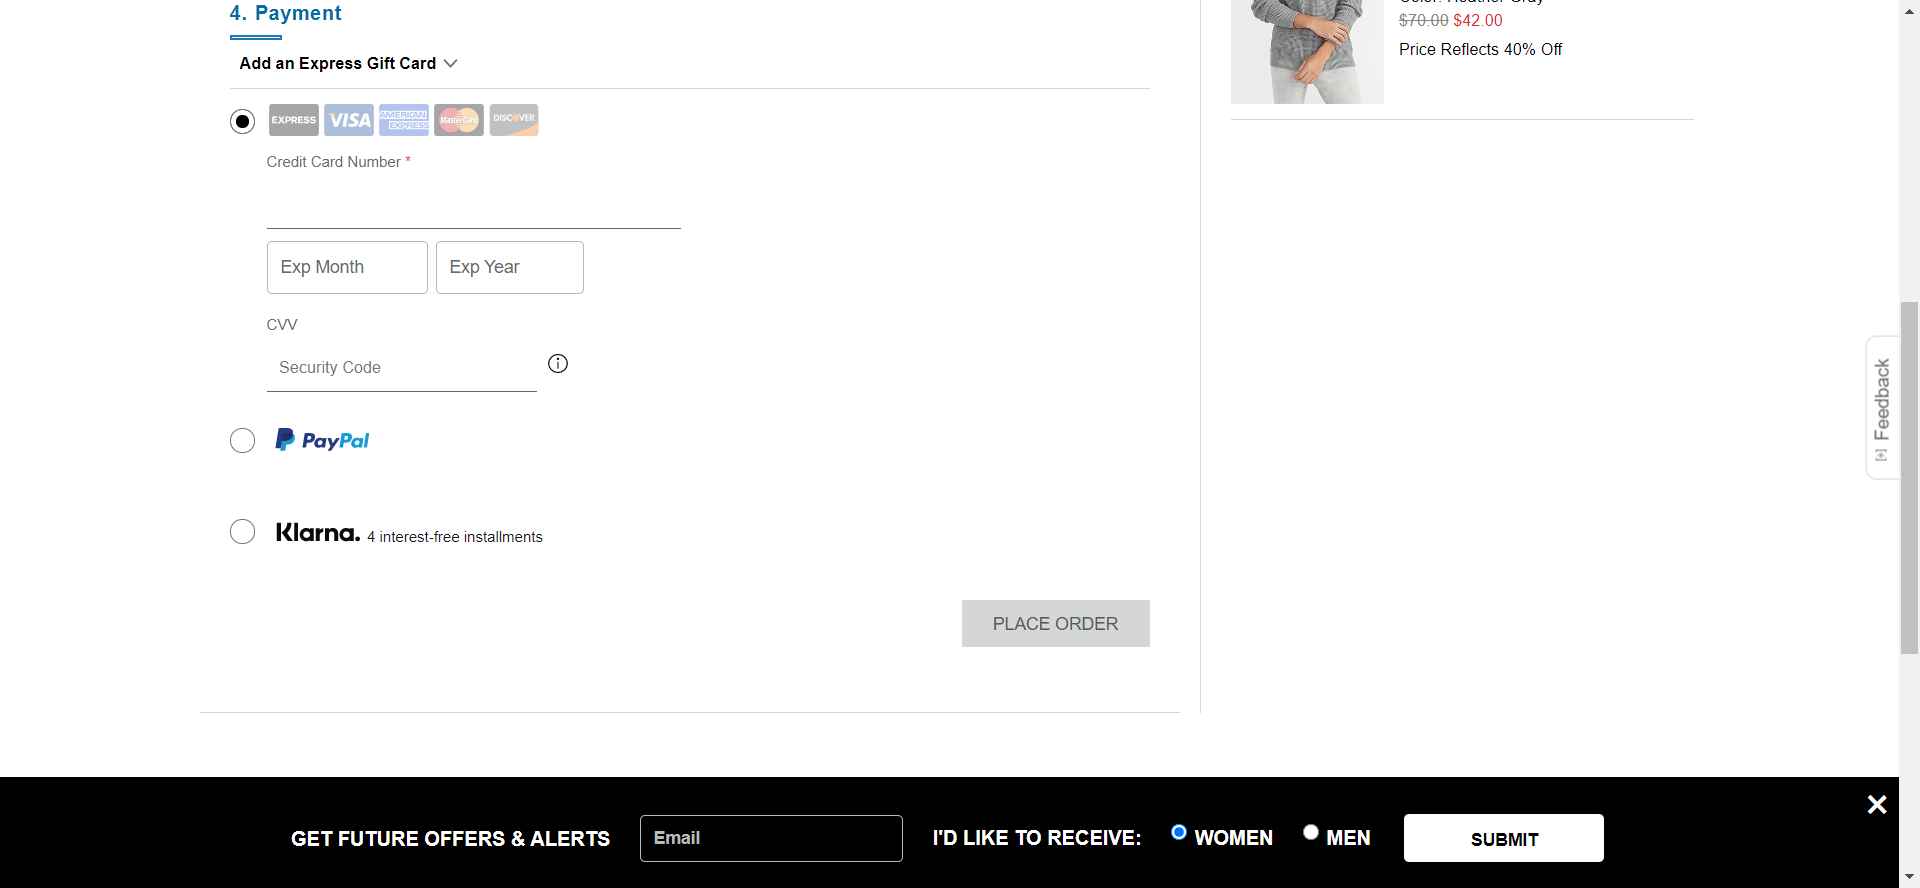 4. Payment
Add an Express Gift Card
EXPRESS VISA AMERICAN EXPRESS MasterCard DISCOVER
Credit Card Number *
Exp Month Exp Year
CVV
Security Code
PayPal
Klarna. 4 interest-free installments
PLACE ORDER
$70.00 $42.00
Price Reflects 40% Off
[+] Feedback
GET FUTURE OFFERS & ALERTS Email I'D LIKE TO RECEIVE: WOMEN MEN SUBMIT